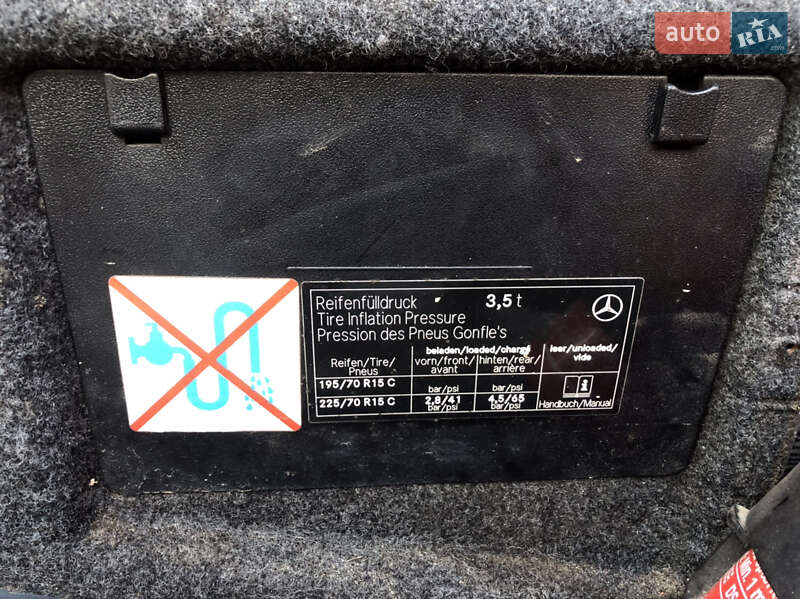 auto RIA.com
Reifenfülldruck 3,5 t
Tire Inflation Pressure
Pression des Pneus Gonfle's
Reifen/Tire/
Pneus
beladen/loaded/chargé
vorn/front/
avant
hinten/rear/
arrière
leer/unloaded/
vide
195/70 R15 C bar/psi bar/psi
225/70 R15 C 2,8/41 4,5/65
bar/psi bar/psi
Handbuch/Manual